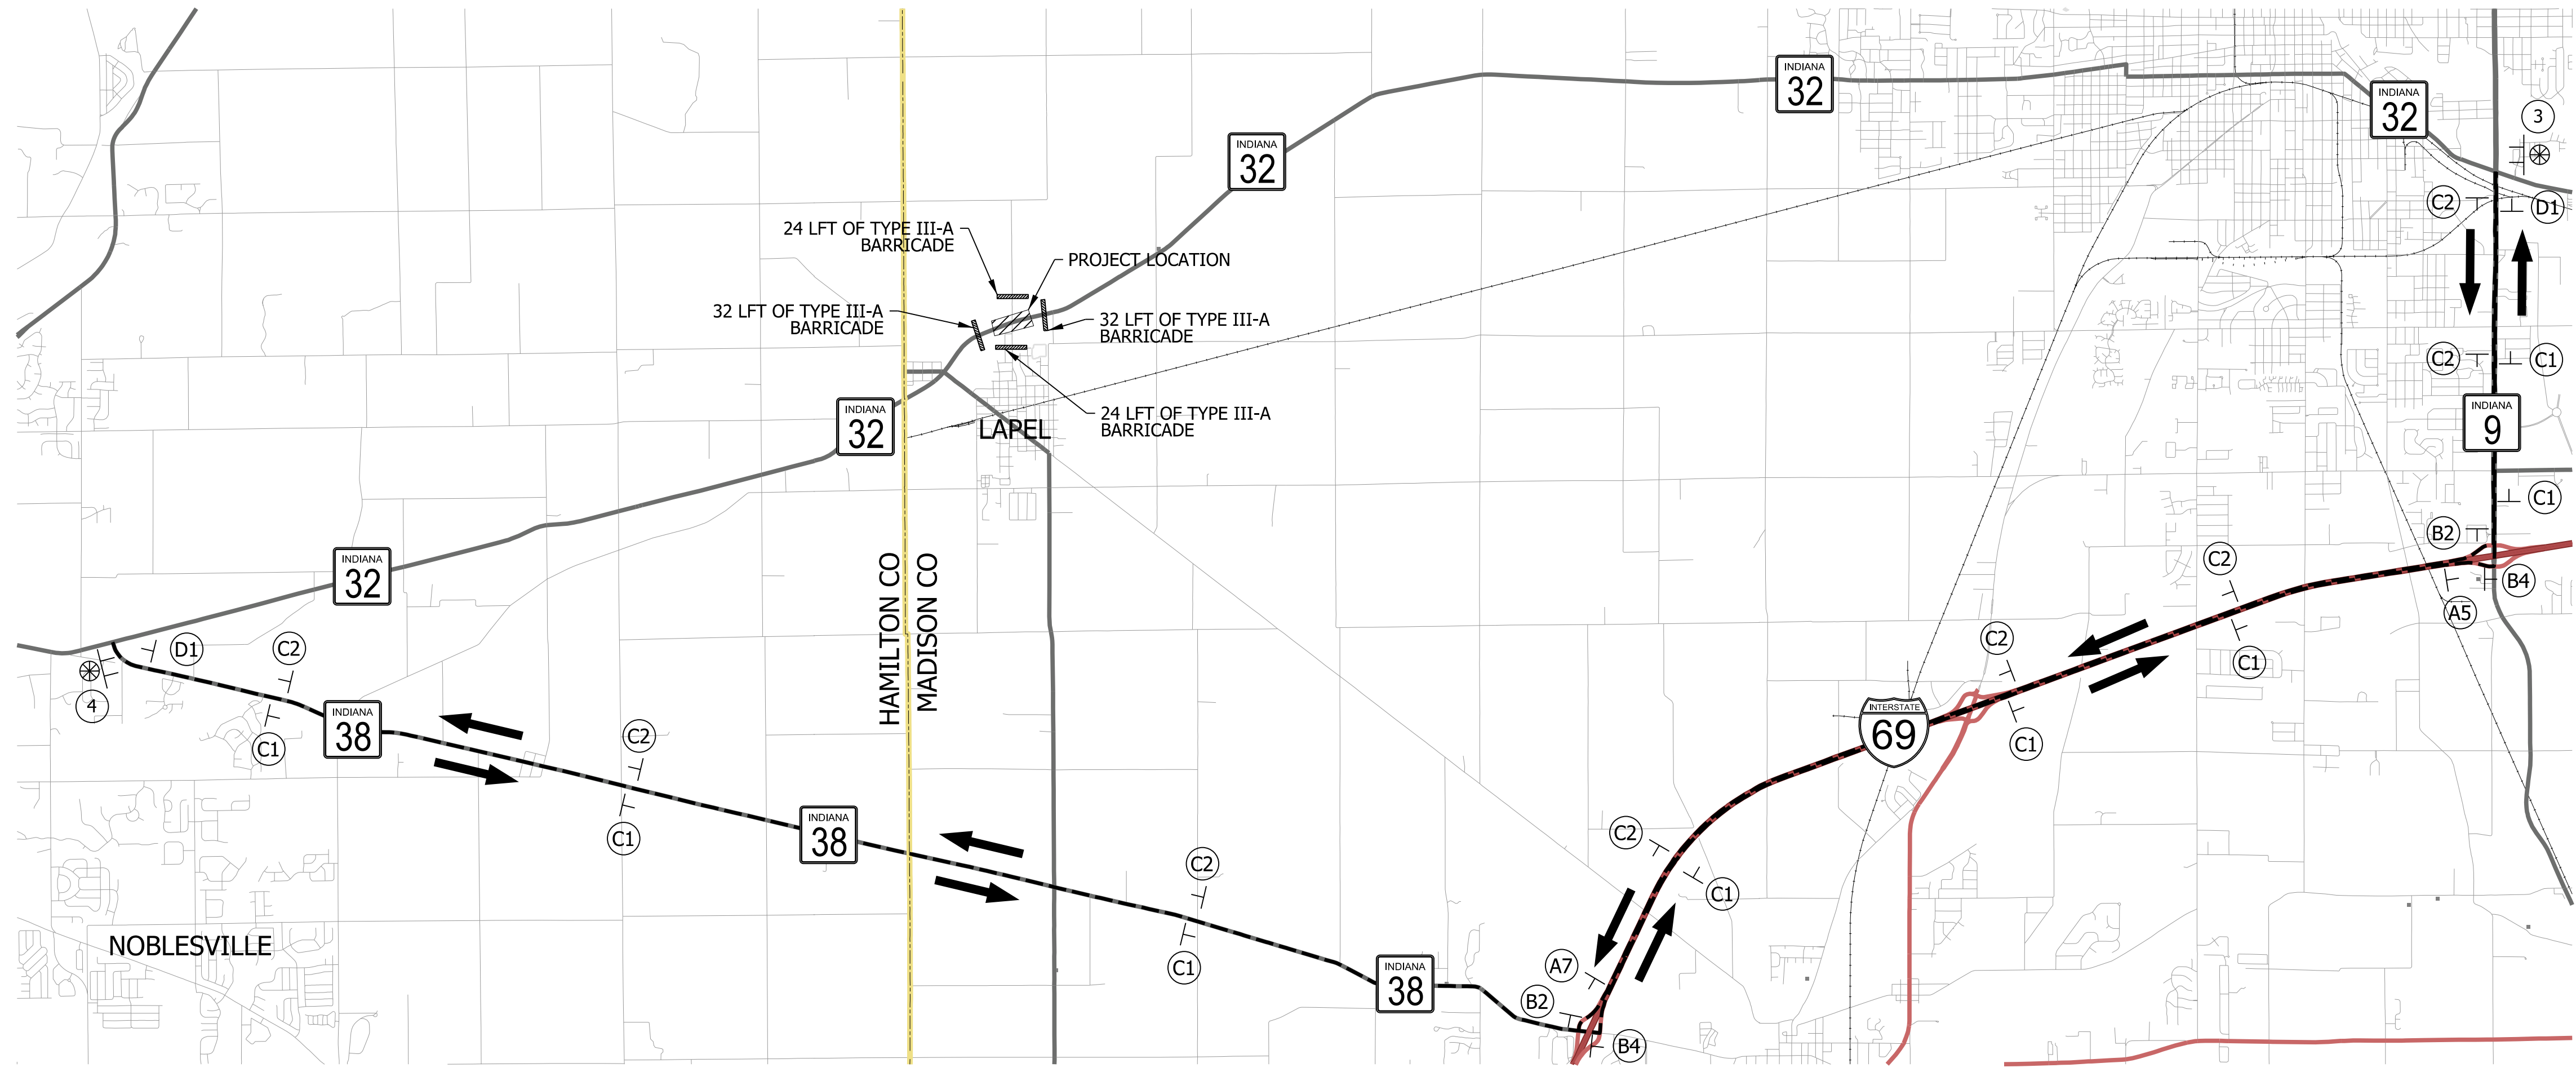 INDIANA
32
INDIANA
32
3
INDIANA
32
C2
D1
24 LFT OF TYPE III-A
BARRICADE
PROJECT LOCATION
32 LFT OF TYPE III-A
BARRICADE
32 LFT OF TYPE III-A
BARRICADE
C2
C1
INDIANA
32
LAPEL
24 LFT OF TYPE III-A
BARRICADE
INDIANA
9
C1
B2
INDIANA
32
HAMILTON CO
MADISON CO
C2
B4
A5
D1
C2
C2
C1
4
C1
INDIANA
38
C2
INTERSTATE
69
C1
C1
INDIANA
38
C2
C2
C1
A7
C1
NOBLESVILLE
INDIANA
38
B2
B4